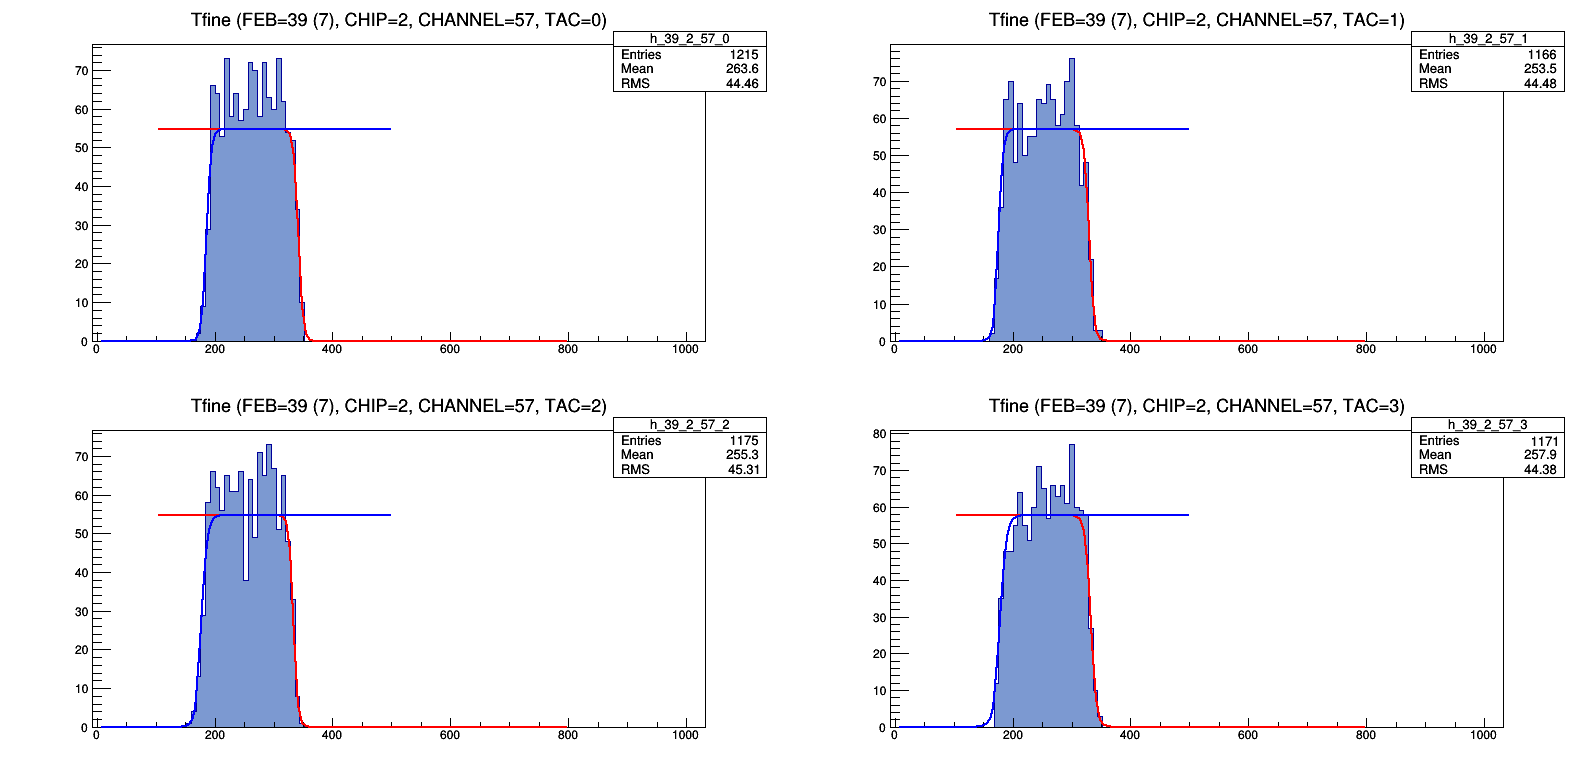 Tfine (FEB=39 (7), CHIP=2, CHANNEL=57, TAC=0)
h_39_2_57_0
Entries 1215
Mean 263.6
RMS 44.46
70
60
50
40
30
20
10
0
0 200 400 600 800 1000
Tfine (FEB=39 (7), CHIP=2, CHANNEL=57, TAC=1)
h_39_2_57_1
Entries 1166
Mean 253.5
RMS 44.48
70
60
50
40
30
20
10
0
0 200 400 600 800 1000
Tfine (FEB=39 (7), CHIP=2, CHANNEL=57, TAC=2)
h_39_2_57_2
Entries 1175
Mean 255.3
RMS 45.31
70
60
50
40
30
20
10
0
0 200 400 600 800 1000
Tfine (FEB=39 (7), CHIP=2, CHANNEL=57, TAC=3)
h_39_2_57_3
Entries 1171
Mean 257.9
RMS 44.38
80
70
60
50
40
30
20
10
0
0 200 400 600 800 1000